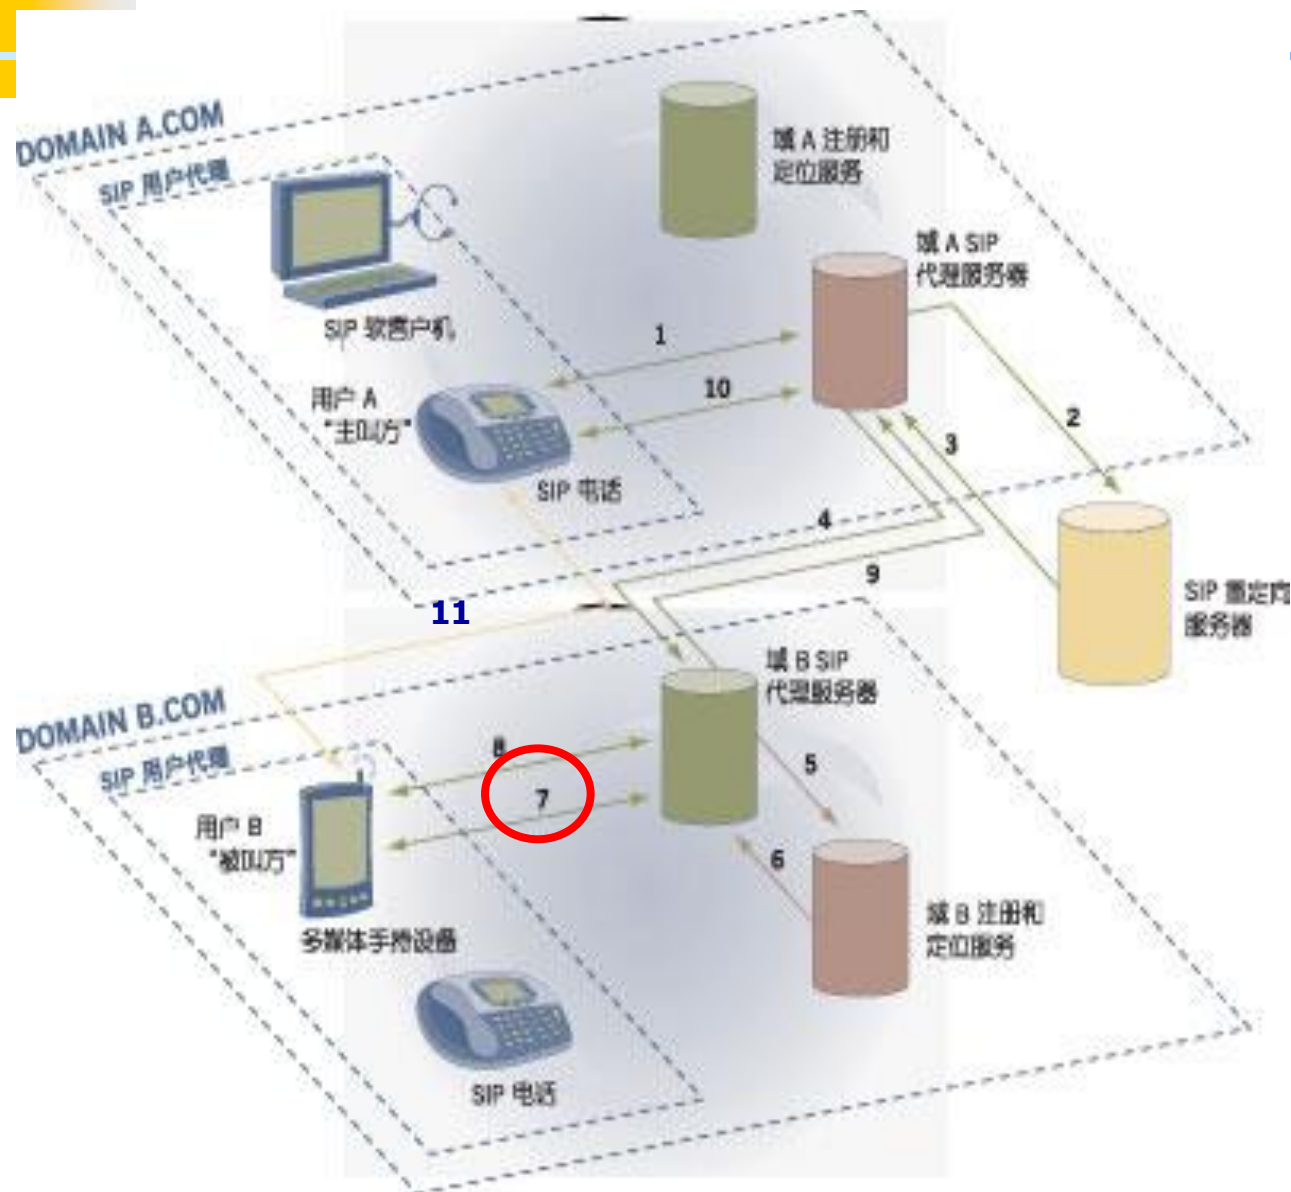 DOMAIN A.COM
SIP 用户代理
域 A 注册和
定位服务
域 A SIP
代理服务器
SIP 软客户机
1
用户 A
“主叫方”
10
2
3
SIP 电话
4
9
SIP 重定向
服务器
11
DOMAIN B.COM
SIP 用户代理
域 B SIP
代理服务器
8
7
5
用户 B
“被叫方”
6
多媒体手持设备
域 B 注册和
定位服务
SIP 电话